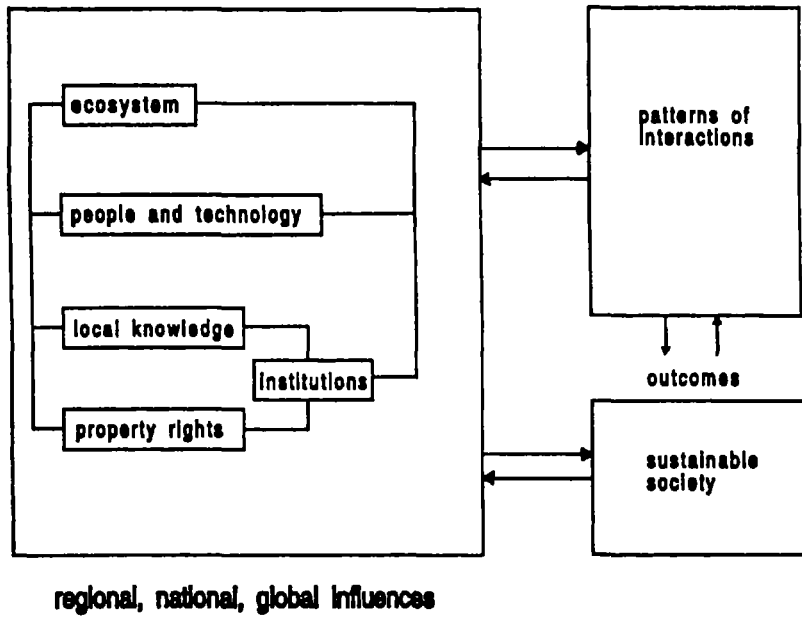 ecosystem
people and technology
local knowledge
institutions
property rights
patterns of
interactions
outcomes
sustainable
society
regional, national, global influences